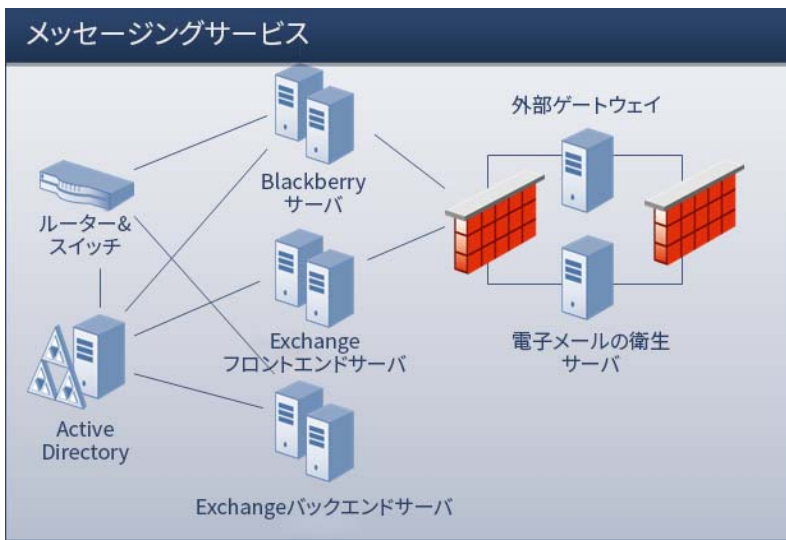 メッセージングサービス
外部ゲートウェイ
Blackberry
サーバ
ルーター&
スイッチ
Exchange
フロントエンドサーバ
電子メールの衛生
サーバ
Active
Directory
Exchangeバックエンドサーバ